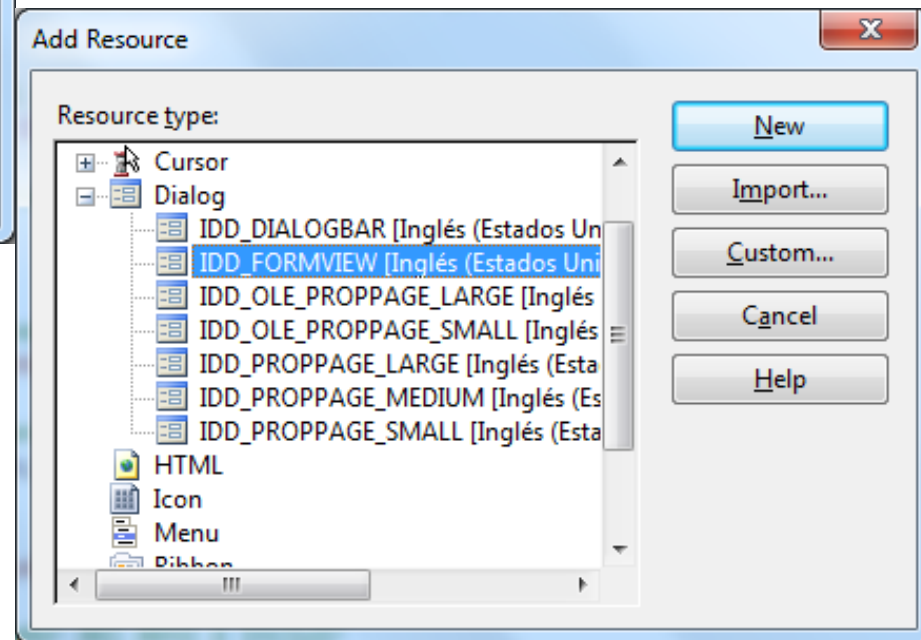 Add Resource
Resource type:
Cursor
Dialog
IDD_DIALOGBAR [Inglés (Estados Un
IDD_FORMVIEW [Inglés (Estados Uni
IDD_OLE_PROPPAGE_LARGE [Inglés
IDD_OLE_PROPPAGE_SMALL [Inglés
IDD_PROPPAGE_LARGE [Inglés (Esta
IDD_PROPPAGE_MEDIUM [Inglés (Es
IDD_PROPPAGE_SMALL [Inglés (Esta
HTML
Icon
Menu
Ribbon
New
Import...
Custom...
Cancel
Help